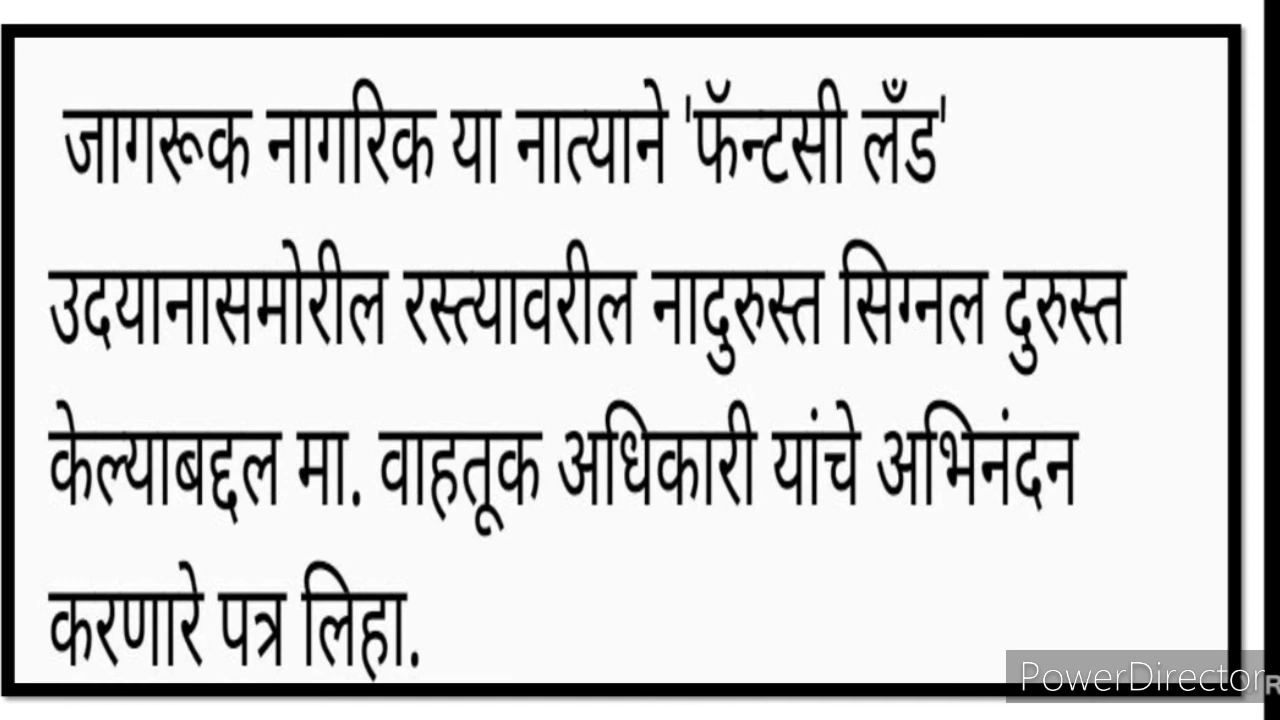 जागरूक नागरिक या नात्याने 'फॅन्टसी लँड'
उदयानासमोरील रस्त्यावरील नादुरुस्त सिग्नल दुरुस्त
केल्याबद्दल मा. वाहतूक अधिकारी यांचे अभिनंदन
करणारे पत्र लिहा.
PowerDirector